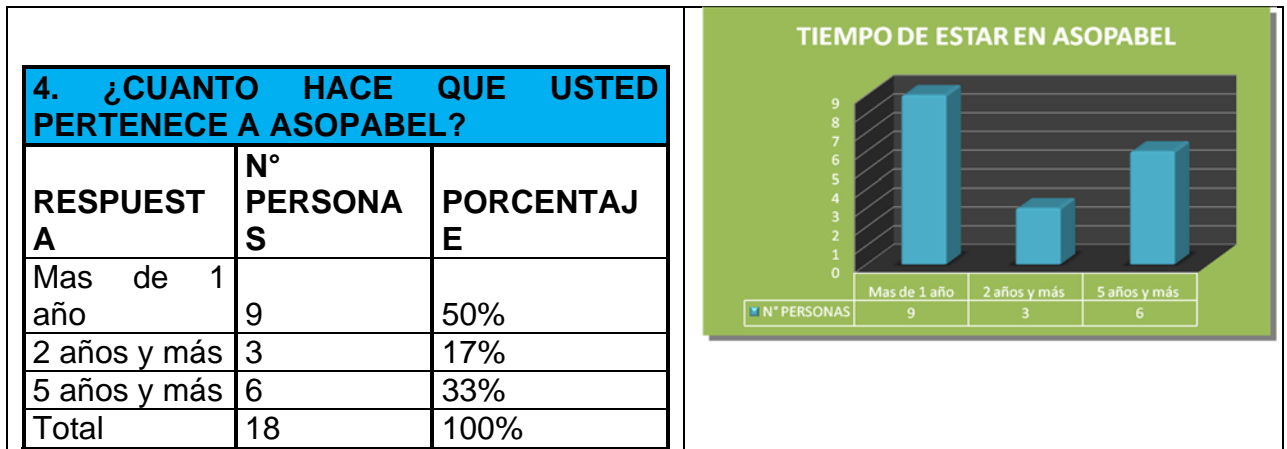 4. ¿CUANTO HACE QUE USTED
PERTENECE A ASOPABEL?
RESPUEST
A
N°
PERSONA
S
PORCENTAJ
E
Mas de 1
año
9
50%
2 años y más 3 17%
5 años y más 6 33%
Total 18 100%
TIEMPO DE ESTAR EN ASOPABEL
9
8
7
6
5
4
3
2
1
0
Mas de 1 año 2 años y más 5 años y más
N° PERSONAS 9 3 6